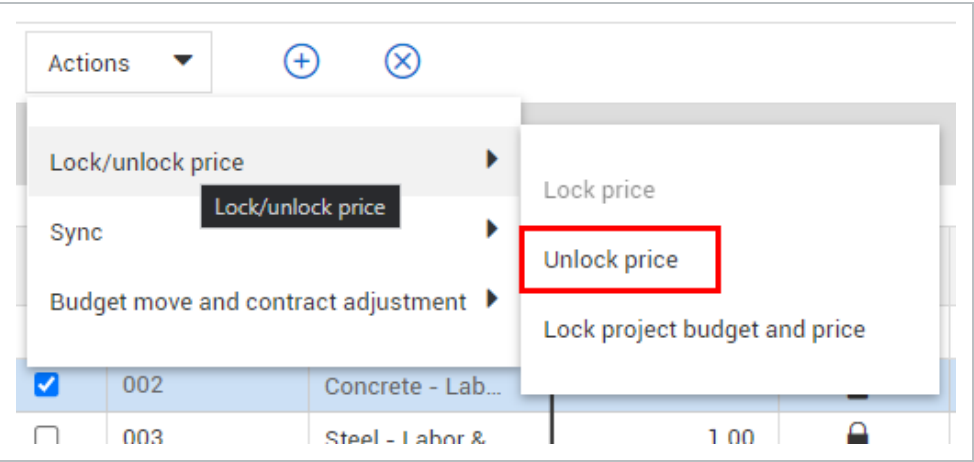 Actions
Lock/unlock price
Lock/unlock price
Sync
Budget move and contract adjustment
Lock price
Unlock price
Lock project budget and price
002 Concrete - Lab...
003 Steel - Labor & 1.00